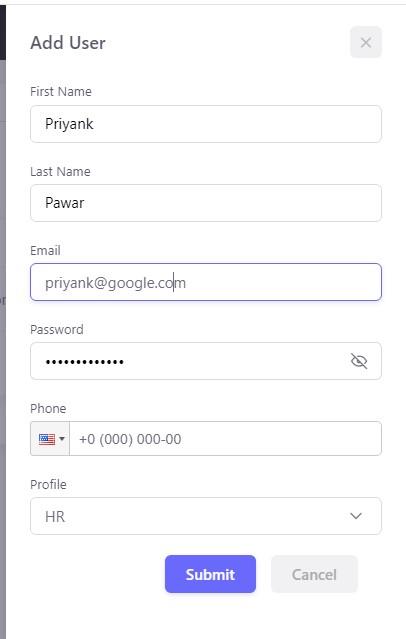 Add User
First Name
Priyank
Last Name
Pawar
Email
priyank@google.com
Password
•••••••••••••
Phone
+0 (000) 000-00
Profile
HR
Submit Cancel